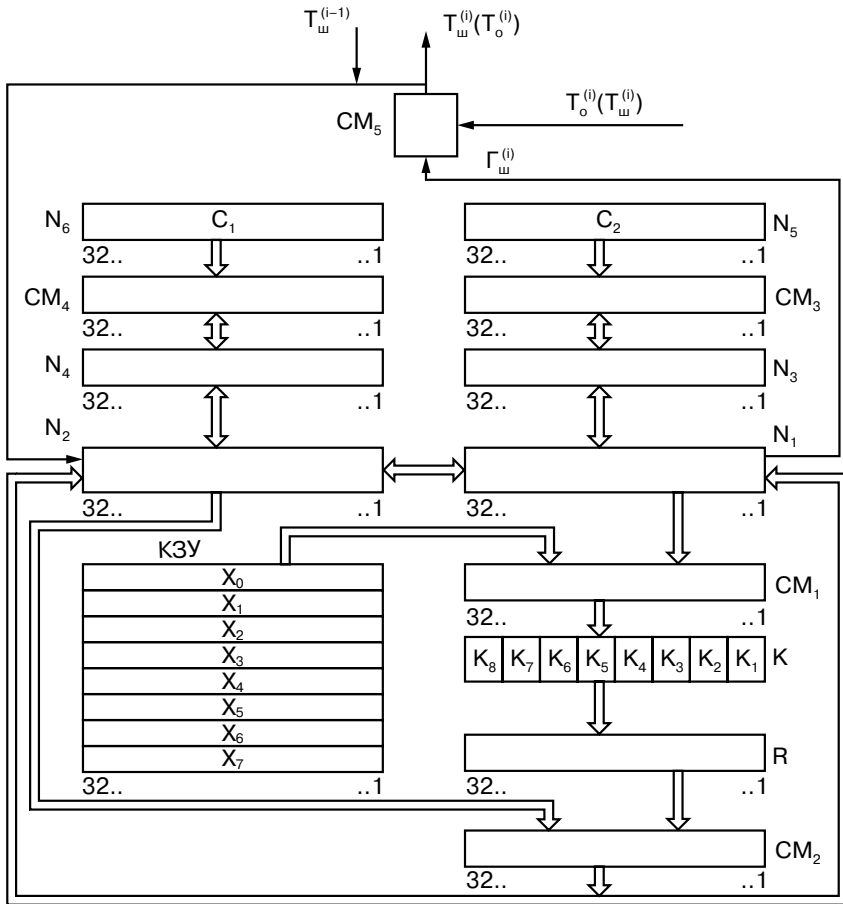 Tш(i−1) Tш(i)(Tо(i))
CM5 Tо(i)(Tш(i))
Гш(i)
N6 C1 C2 N5
32.. ..1 32.. ..1
CM4 CM3
32.. ..1 32.. ..1
N4 N3
32.. ..1 32.. ..1
N2 N1
32.. ..1 32.. ..1
КЗУ
X0 CM1
X1 32.. ..1
X2
X3 K8 K7 K6 K5 K4 K3 K2 K1 K
X4
X5
X6
X7 R
32.. ..1 32.. ..1
CM2
32.. ..1